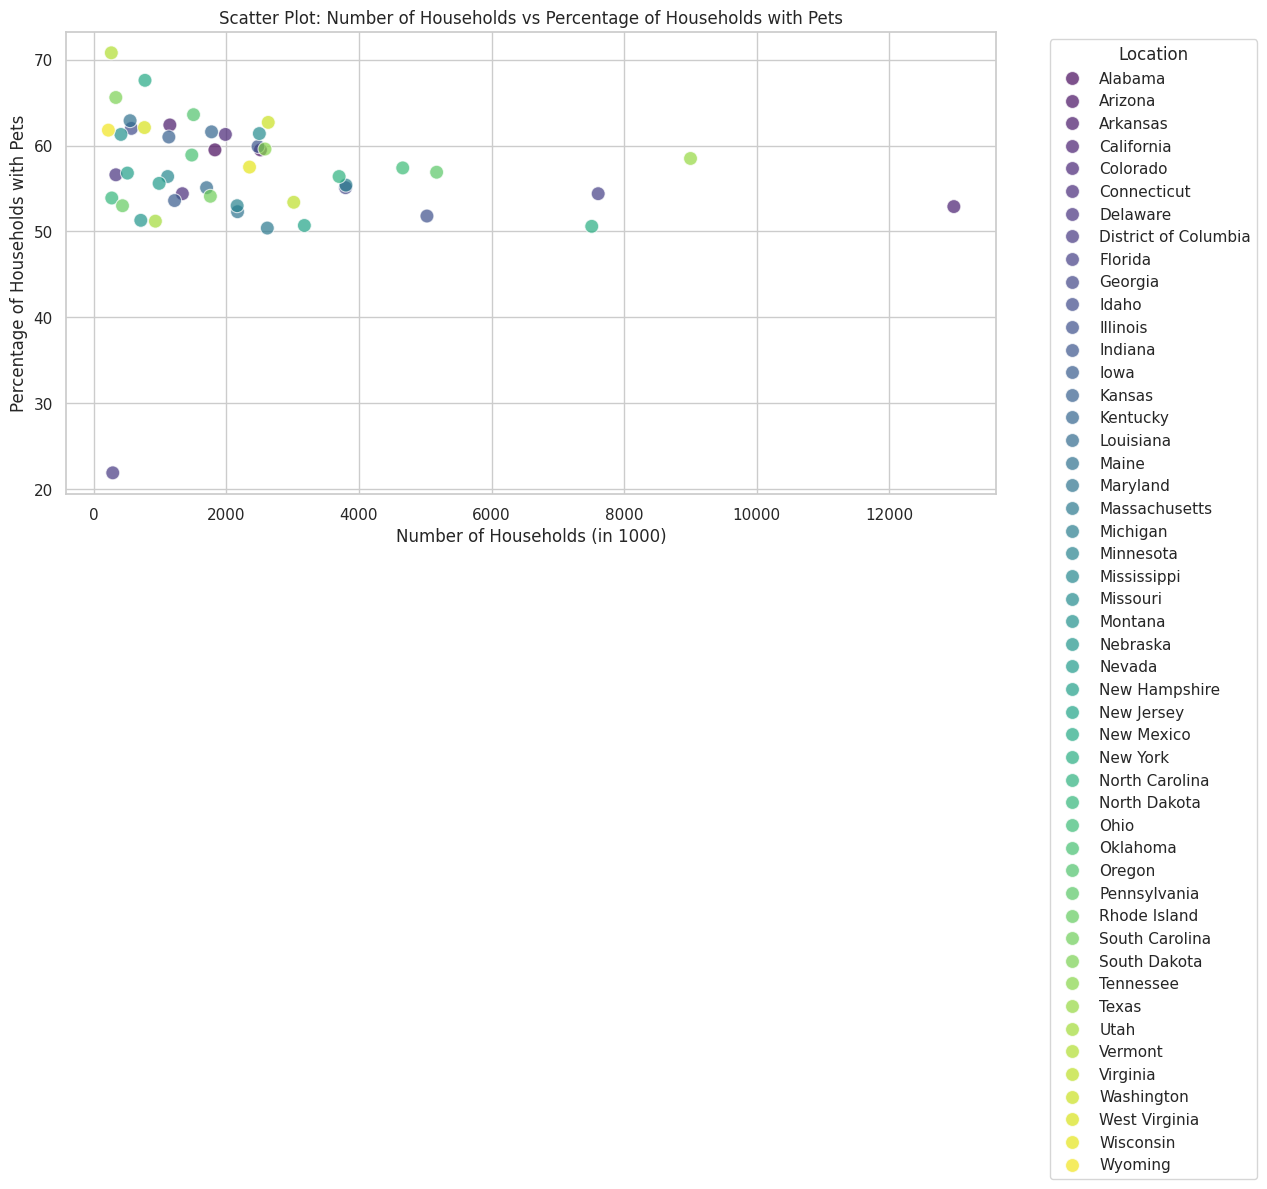 Scatter Plot: Number of Households vs Percentage of Households with Pets
Percentage of Households with Pets
70
60
50
40
30
20
0
2000
4000
6000
8000
10000
12000
Number of Households (in 1000)
Location
Alabama
Arizona
Arkansas
California
Colorado
Connecticut
Delaware
District of Columbia
Florida
Georgia
Idaho
Illinois
Indiana
Iowa
Kansas
Kentucky
Louisiana
Maine
Maryland
Massachusetts
Michigan
Minnesota
Mississippi
Missouri
Montana
Nebraska
Nevada
New Hampshire
New Jersey
New Mexico
New York
North Carolina
North Dakota
Ohio
Oklahoma
Oregon
Pennsylvania
Rhode Island
South Carolina
South Dakota
Tennessee
Texas
Utah
Vermont
Virginia
Washington
West Virginia
Wisconsin
Wyoming